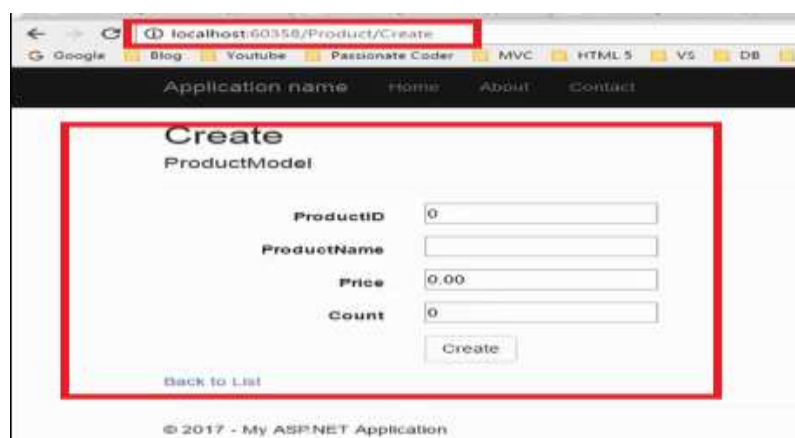 localhost:60358/Product/Create
Google Blog Youtube Passionate Coder MVC HTML 5 VS DB
Application name Home About Contact
Create
ProductModel
ProductID 0
ProductName
Price 0.00
Count 0
Create
Back to List
© 2017 - My ASP.NET Application